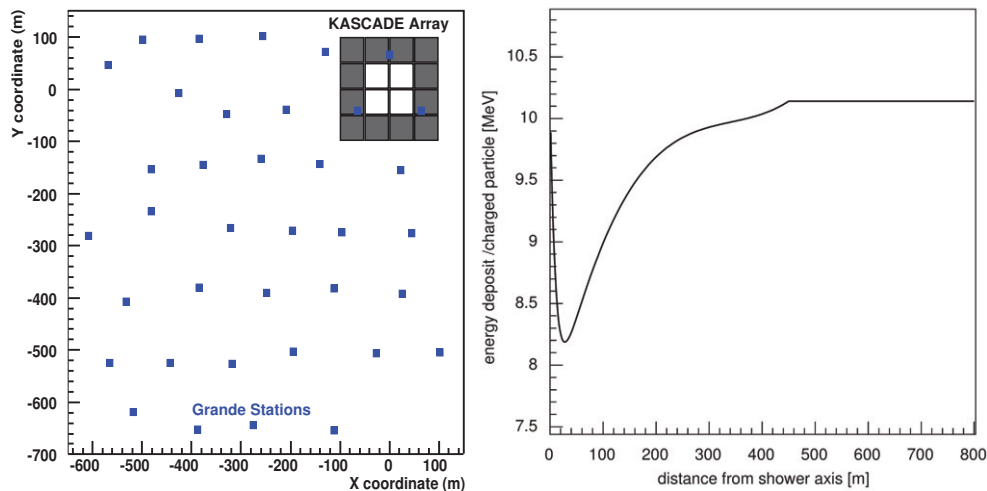 KASCADE Array
Y coordinate (m)
100
0
-100
-200
-300
-400
-500
-600
-700
Grande Stations
-600 -500 -400 -300 -200 -100 0 100
X coordinate (m)
energy deposit /charged particle [MeV]
10.5
10
9.5
9
8.5
8
7.5
0 100 200 300 400 500 600 700 800
distance from shower axis [m]